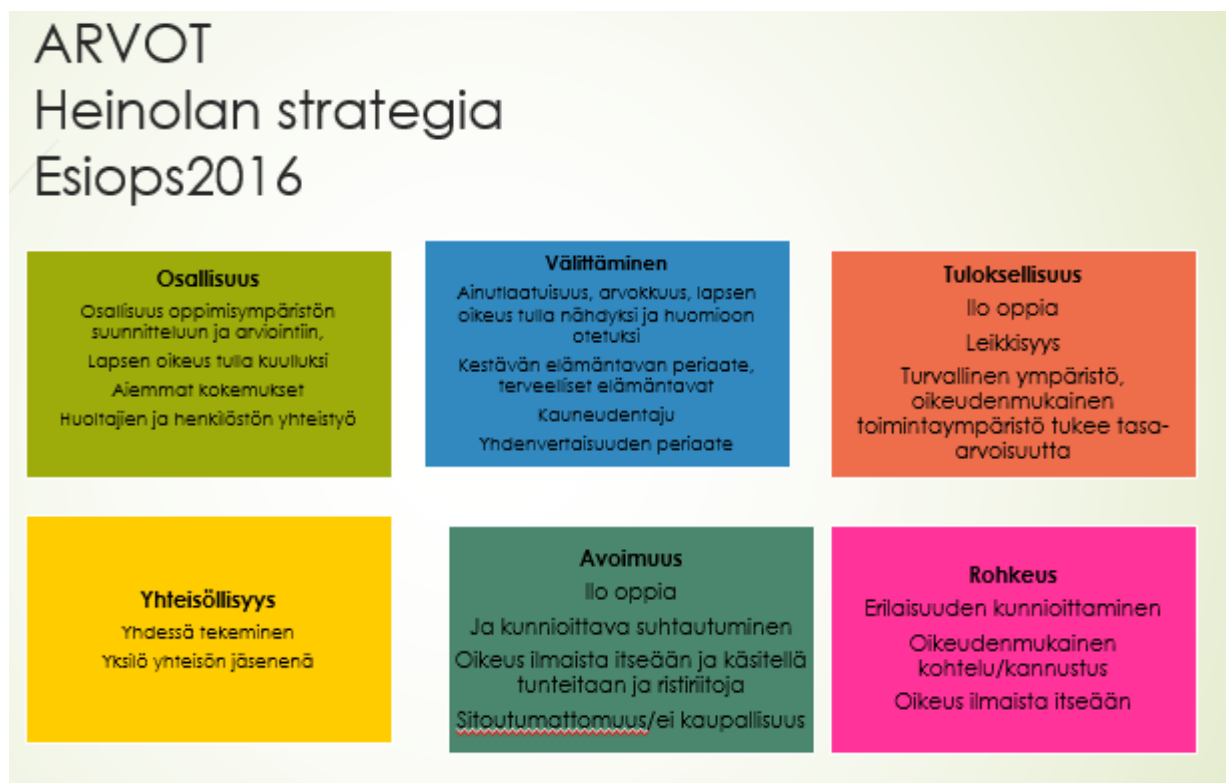 ARVOT
Heinolan strategia
Esiops2016
Osallisuus
Osallisuus oppimisympäristön
suunnitteluun ja arviointiin,
Lapsen oikeus tulla kuulluksi
Aiemmat kokemukset
Huoltajien ja henkilöstön yhteistyö
Välittäminen
Ainutlaatuisuus, arvokkuus, lapsen
oikeus tulla nähdyksi ja huomioon
otetuksi
Kestävän elämäntavan periaate,
terveelliset elämäntavat
Kauneudentaju
Yhdenvertaisuuden periaate
Tuloksellisuus
Ilo oppia
Leikkisyys
Turvallinen ympäristö,
oikeudenmukainen
toimintaympäristö tukee tasa-
arvoisuutta
Yhteisöllisyys
Yhdessä tekeminen
Yksilö yhteisön jäsenenä
Avoimuus
Ilo oppia
Ja kunnioittava suhtautuminen
Oikeus ilmaista itseään ja käsitellä
tunteitaan ja ristiriitoja
Sitoutumattomuus/ei kaupallisuus
Rohkeus
Erilaisuuden kunnioittaminen
Oikeudenmukainen
kohtelu/kannustus
Oikeus ilmaista itseään